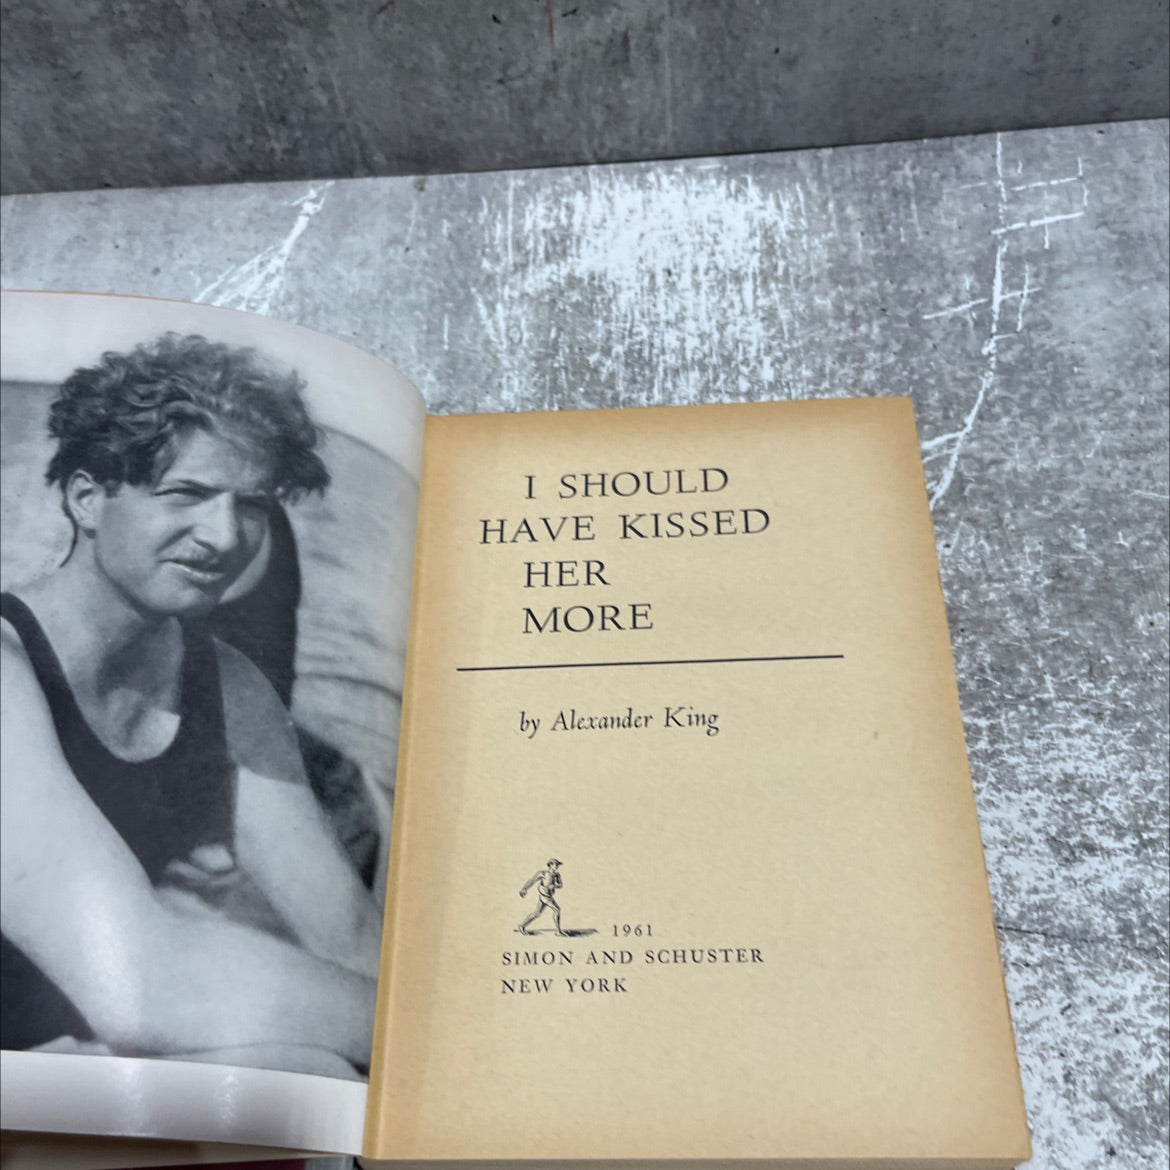 I SHOULD
HAVE KISSED
HER
MORE
by Alexander King
1961
SIMON AND SCHUSTER
NEW YORK